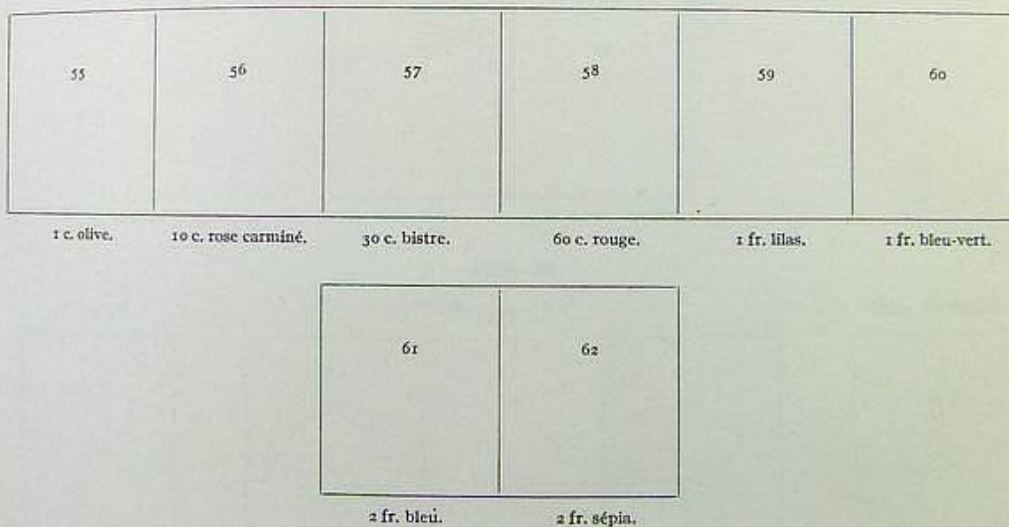 55 56 57 58 59 60
1 c. olive. 10 c. rose carminé. 30 c. bistre. 60 c. rouge. 1 fr. lilas. 1 fr. bleu-vert.
61 62
2 fr. bleu. 2 fr. sépia.